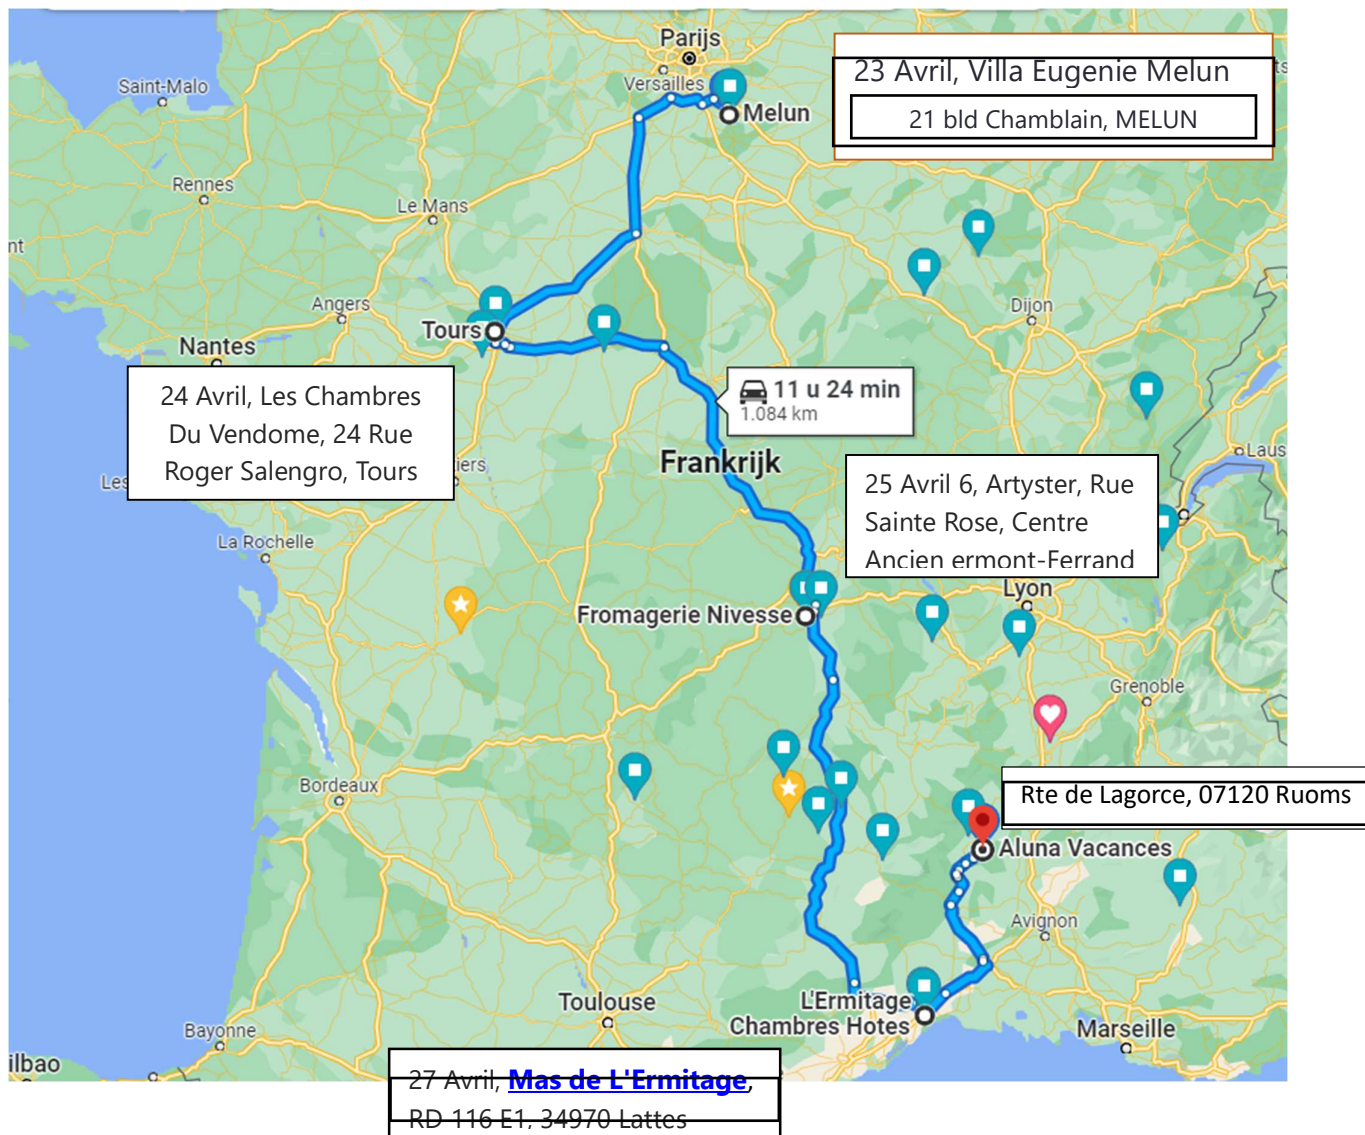 Parijs
Versailles
Saint-Malo
Melun
23 Avril, Villa Eugenie Melun
21 bld Chamblain, MELUN
Rennes
Le Mans
nt
Angers
Dijon
Tours
Nantes
11 u 24 min
1.084 km
24 Avril, Les Chambres
Du Vendome, 24 Rue
Roger Salengro, Tours
Frankrijk
iers
Les
Laus
25 Avril 6, Artyster, Rue
Sainte Rose, Centre
Ancien ermont-Ferrand
La Rochelle
Lyon
Fromagerie Nivesse
Grenoble
Bordeaux
Rte de Lagorce, 07120 Ruoms
Aluna Vacances
Avignon
Toulouse
L'Ermitage
Chambres Hotes
Bayonne
Marseille
ilbao
27 Avril, Mas de L'Ermitage,
RD 116 E1, 34970 Lattes